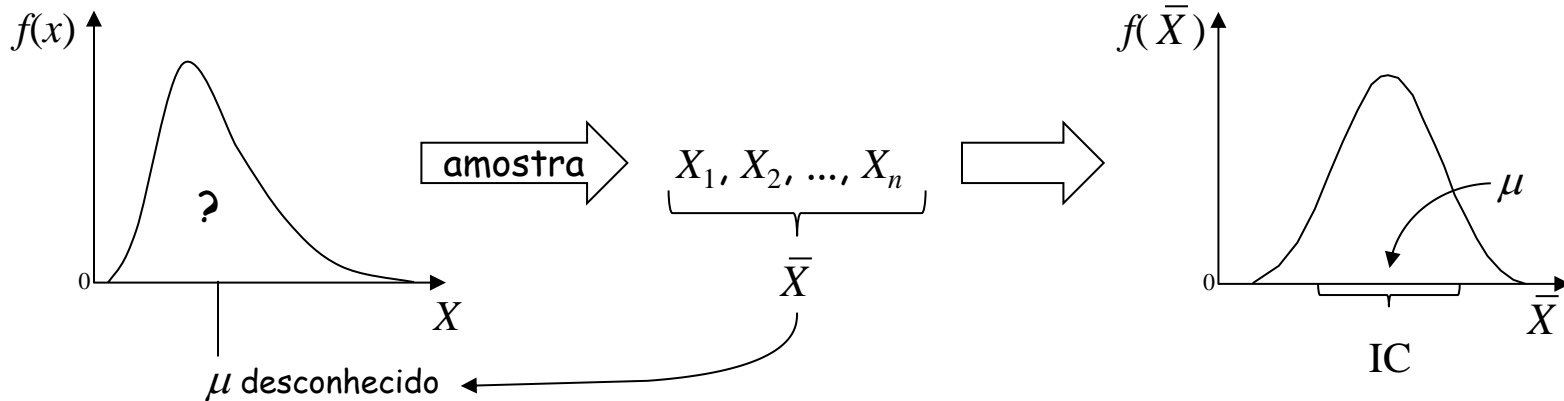 f(x)
?
0
X
μ desconhecido
amostra
X₁, X₂, ..., Xₙ
X̄
f( X̄ )
μ
0
X̄
IC